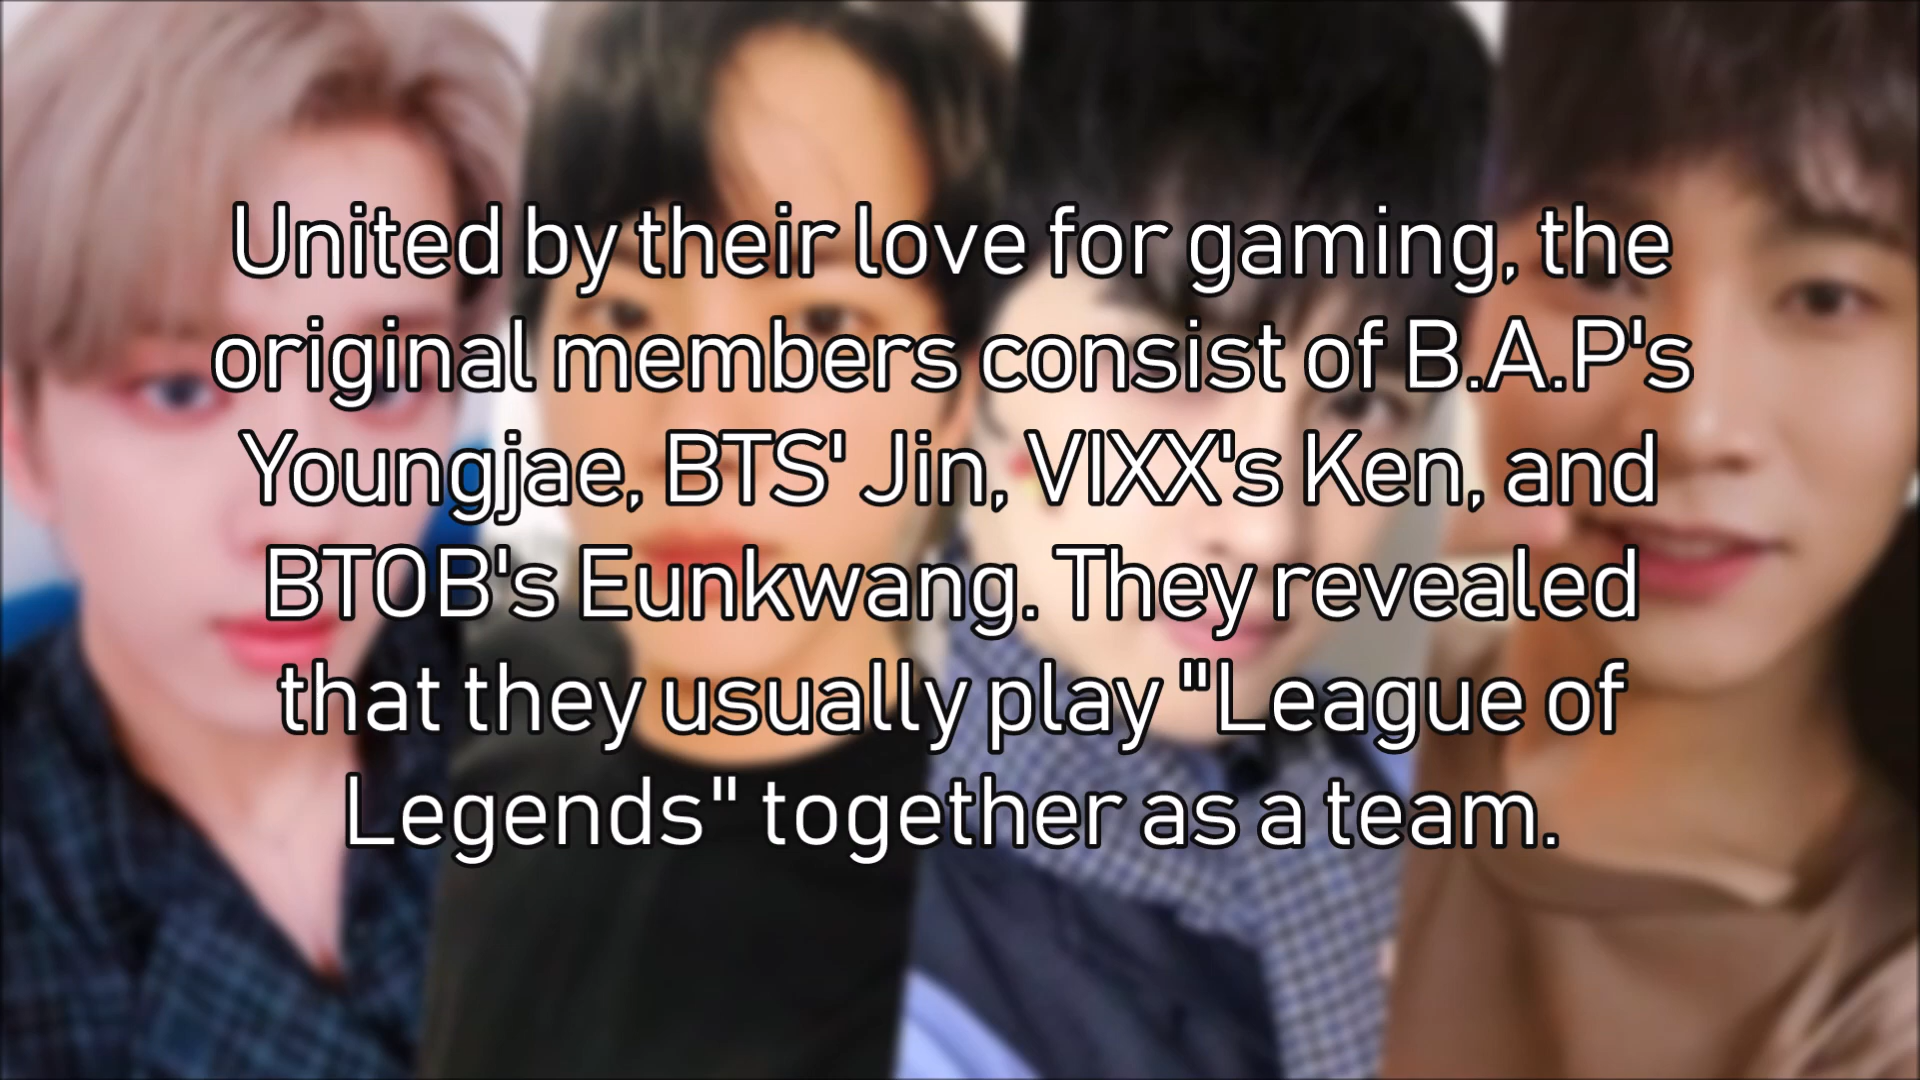 United by their love for gaming, the
original members consist of B.A.P's
Youngjae, BTS' Jin, VIXX's Ken, and
BTOB's Eunkwang. They revealed
that they usually play "League of
Legends" together as a team.